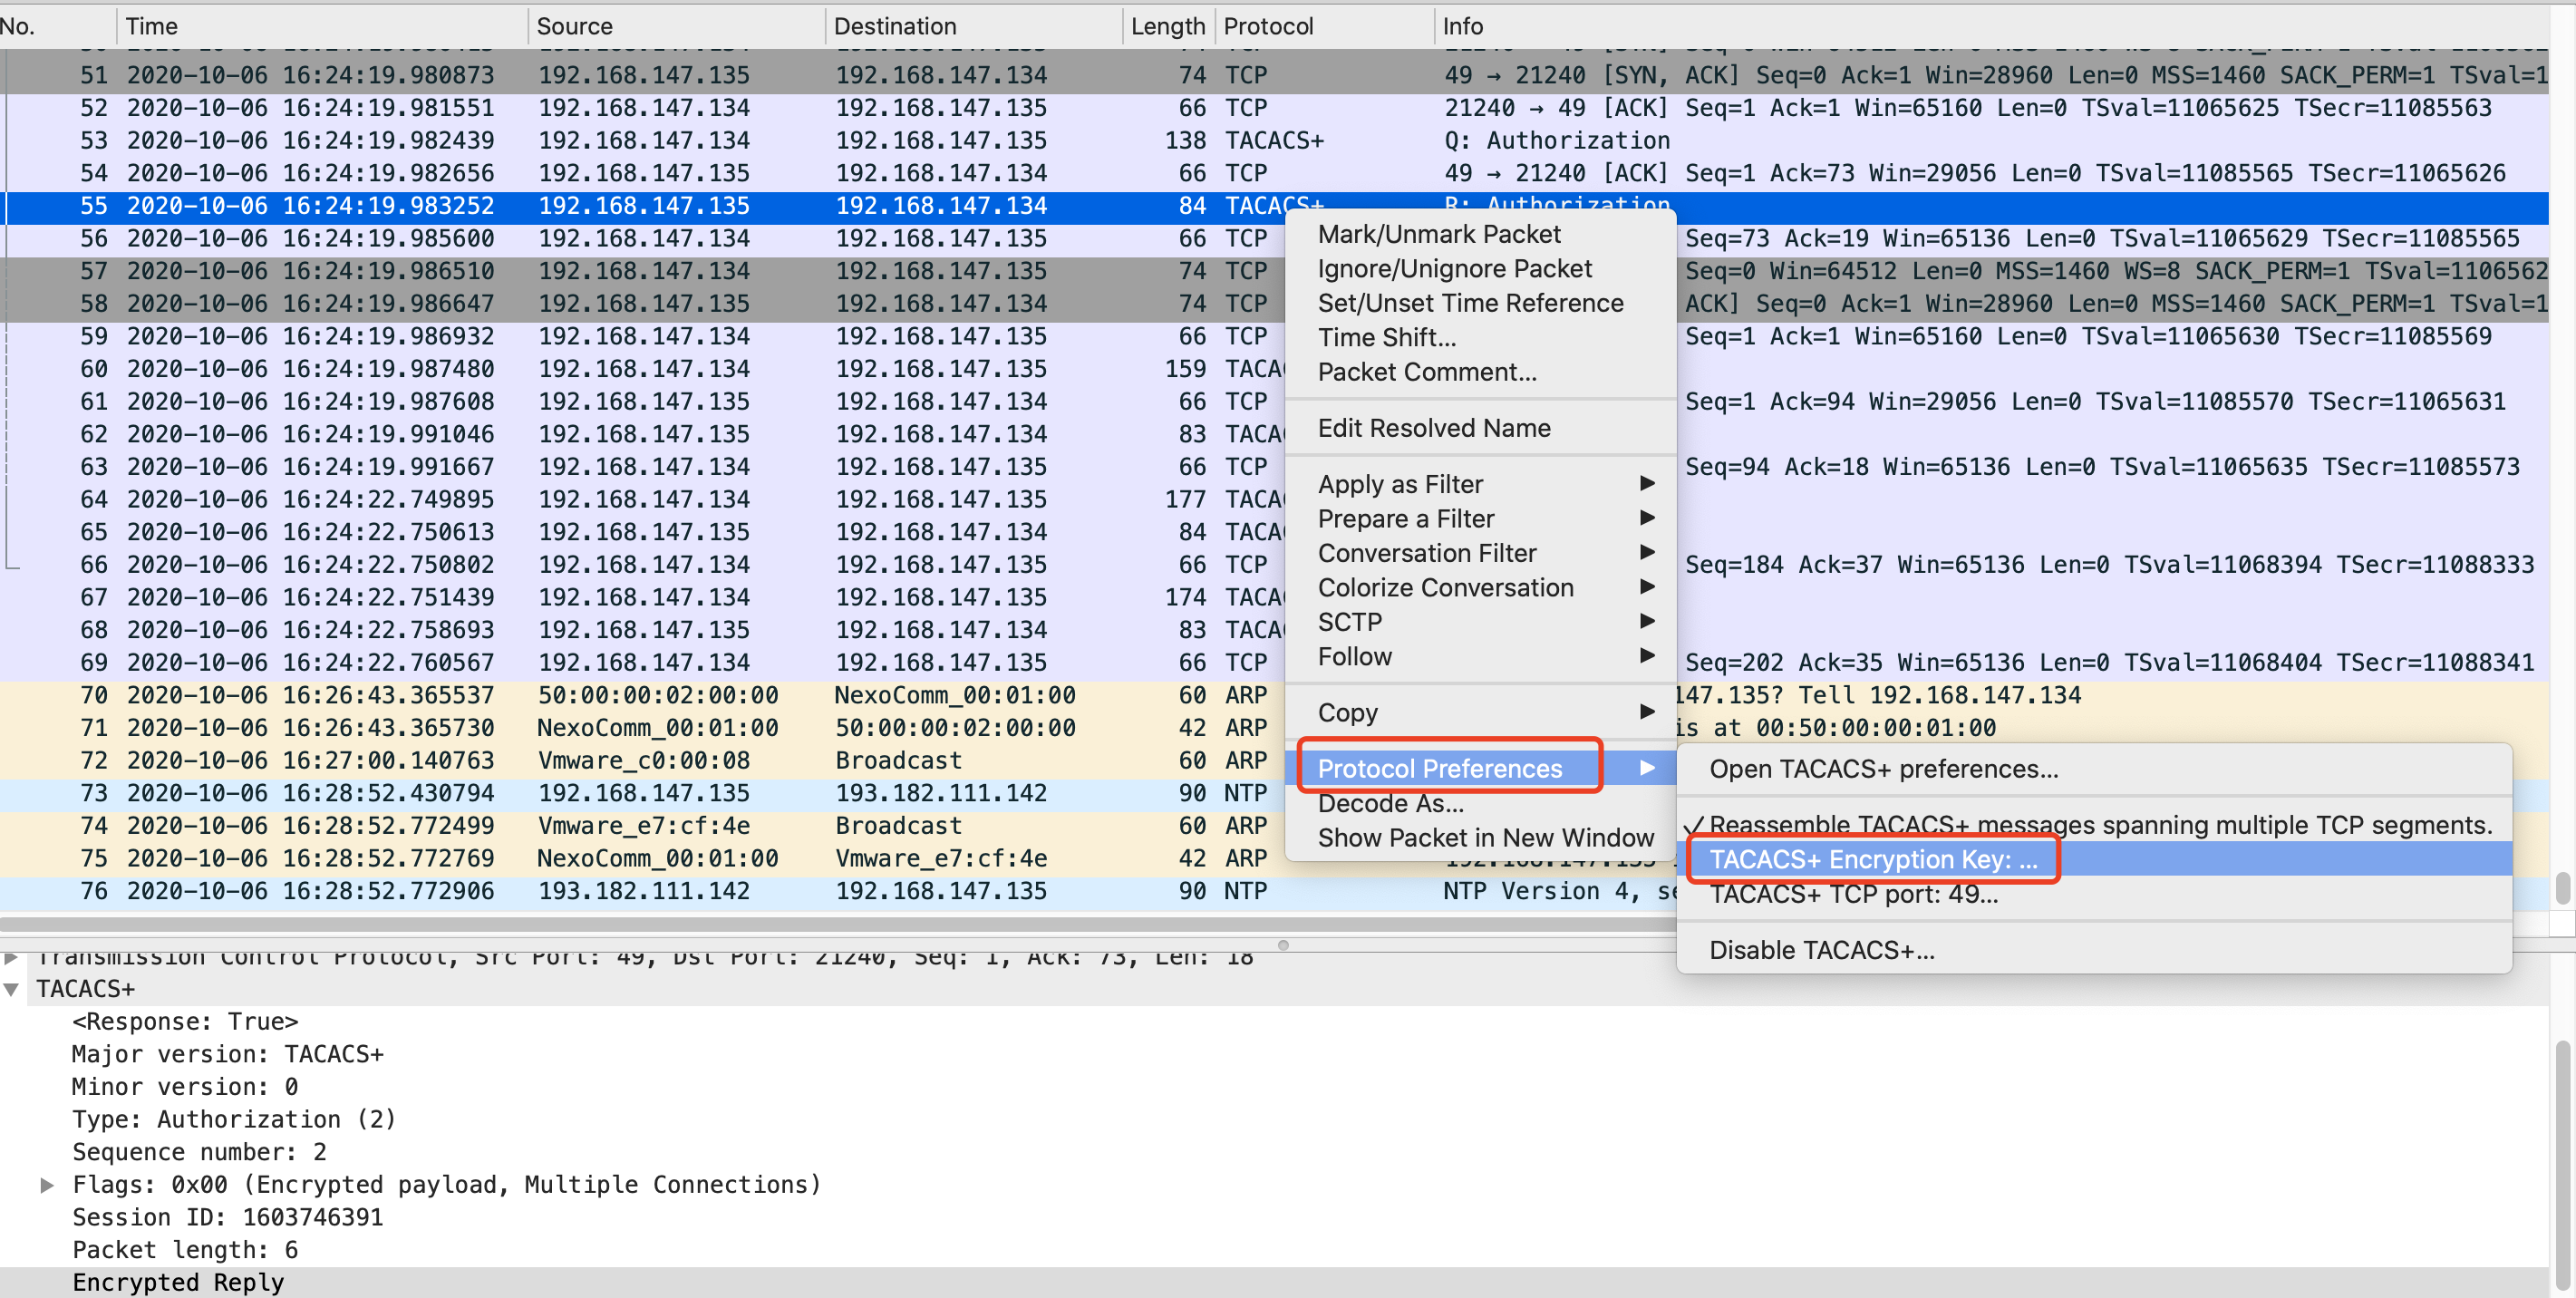 No. Time Source Destination Length Protocol Info
51 2020-10-06 16:24:19.980873 192.168.147.135 192.168.147.134 74 TCP 49 → 21240 [SYN, ACK] Seq=0 Ack=1 Win=28960 Len=0 MSS=1460 SACK_PERM=1 TSval=1
52 2020-10-06 16:24:19.981551 192.168.147.134 192.168.147.135 66 TCP 21240 → 49 [ACK] Seq=1 Ack=1 Win=65160 Len=0 TSval=11065625 TSecr=11085563
53 2020-10-06 16:24:19.982439 192.168.147.134 192.168.147.135 138 TACACS+ Q: Authorization
54 2020-10-06 16:24:19.982656 192.168.147.135 192.168.147.134 66 TCP 49 → 21240 [ACK] Seq=1 Ack=73 Win=29056 Len=0 TSval=11085565 TSecr=11065626
55 2020-10-06 16:24:19.983252 192.168.147.135 192.168.147.134 84 TACACS+ R: Authorization
56 2020-10-06 16:24:19.985600 192.168.147.134 192.168.147.135 66 TCP Seq=73 Ack=19 Win=65136 Len=0 TSval=11065629 TSecr=11085565
57 2020-10-06 16:24:19.986510 192.168.147.134 192.168.147.135 74 TCP Seq=0 Win=64512 Len=0 MSS=1460 WS=8 SACK_PERM=1 TSval=1106562
58 2020-10-06 16:24:19.986647 192.168.147.135 192.168.147.134 74 TCP ACK] Seq=0 Ack=1 Win=28960 Len=0 MSS=1460 SACK_PERM=1 TSval=1
59 2020-10-06 16:24:19.986932 192.168.147.134 192.168.147.135 66 TCP Seq=1 Ack=1 Win=65160 Len=0 TSval=11065630 TSecr=11085569
60 2020-10-06 16:24:19.987480 192.168.147.134 192.168.147.135 159 TACA
61 2020-10-06 16:24:19.987608 192.168.147.135 192.168.147.134 66 TCP Seq=1 Ack=94 Win=29056 Len=0 TSval=11085570 TSecr=11065631
62 2020-10-06 16:24:19.991046 192.168.147.135 192.168.147.134 83 TACA
63 2020-10-06 16:24:19.991667 192.168.147.134 192.168.147.135 66 TCP Seq=94 Ack=18 Win=65136 Len=0 TSval=11065635 TSecr=11085573
64 2020-10-06 16:24:22.749895 192.168.147.134 192.168.147.135 177 TACA
65 2020-10-06 16:24:22.750613 192.168.147.135 192.168.147.134 84 TACA
66 2020-10-06 16:24:22.750802 192.168.147.134 192.168.147.135 66 TCP Seq=184 Ack=37 Win=65136 Len=0 TSval=11068394 TSecr=11088333
67 2020-10-06 16:24:22.751439 192.168.147.134 192.168.147.135 174 TACA
68 2020-10-06 16:24:22.758693 192.168.147.135 192.168.147.134 83 TACA
69 2020-10-06 16:24:22.760567 192.168.147.134 192.168.147.135 66 TCP Seq=202 Ack=35 Win=65136 Len=0 TSval=11068404 TSecr=11088341
70 2020-10-06 16:26:43.365537 50:00:00:02:00:00 NexoComm_00:01:00 60 ARP 147.135? Tell 192.168.147.134
71 2020-10-06 16:26:43.365730 NexoComm_00:01:00 50:00:00:02:00:00 42 ARP is at 00:50:00:00:01:00
72 2020-10-06 16:27:00.140763 Vmware_c0:00:08 Broadcast 60 ARP
73 2020-10-06 16:28:52.430794 192.168.147.135 193.182.111.142 90 NTP
74 2020-10-06 16:28:52.772499 Vmware_e7:cf:4e Broadcast 60 ARP
75 2020-10-06 16:28:52.772769 NexoComm_00:01:00 Vmware_e7:cf:4e 42 ARP 192.168.147.135
76 2020-10-06 16:28:52.772906 193.182.111.142 192.168.147.135 90 NTP NTP Version 4, se
Mark/Unmark Packet
Ignore/Unignore Packet
Set/Unset Time Reference
Time Shift...
Packet Comment...
Edit Resolved Name
Apply as Filter
Prepare a Filter
Conversation Filter
Colorize Conversation
SCTP
Follow
Copy
Protocol Preferences
Decode As...
Show Packet in New Window
Open TACACS+ preferences...
✓ Reassemble TACACS+ messages spanning multiple TCP segments.
TACACS+ Encryption Key: ...
TACACS+ TCP port: 49...
Disable TACACS+...
Transmission Control Protocol, Src Port: 49, Dst Port: 21240, Seq: 1, Ack: 73, Len: 18
TACACS+
<Response: True>
Major version: TACACS+
Minor version: 0
Type: Authorization (2)
Sequence number: 2
Flags: 0x00 (Encrypted payload, Multiple Connections)
Session ID: 1603746391
Packet length: 6
Encrypted Reply